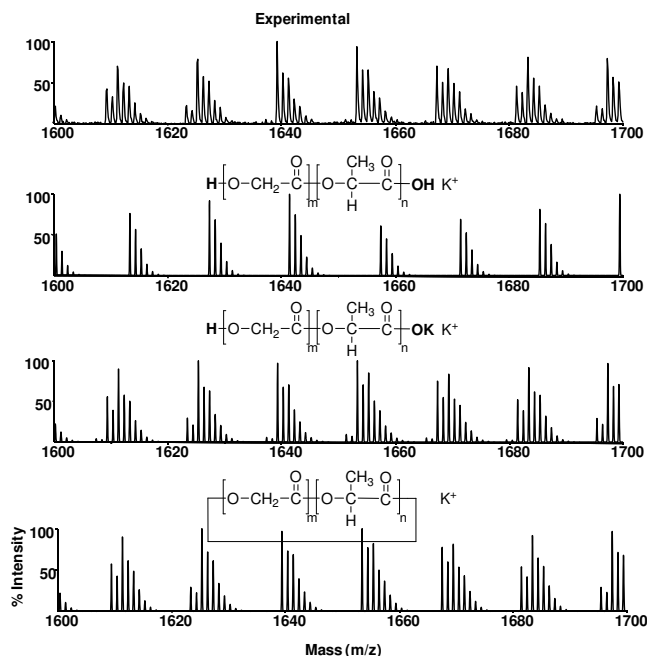 Experimental
100
50
1600 1620 1640 1660 1680 1700
H [ O — CH₂ — C O ] m [ O — C CH₃ H — C O ] n OH K⁺
100
50
1600 1620 1640 1660 1680 1700
H [ O — CH₂ — C O ] m [ O — C CH₃ H — C O ] n OK K⁺
100
50
1600 1620 1640 1660 1680 1700
[ O — CH₂ — C O ] m [ O — C CH₃ H — C O ] n K⁺
100
50
1600 1620 1640 1660 1680 1700
% Intensity
Mass (m/z)